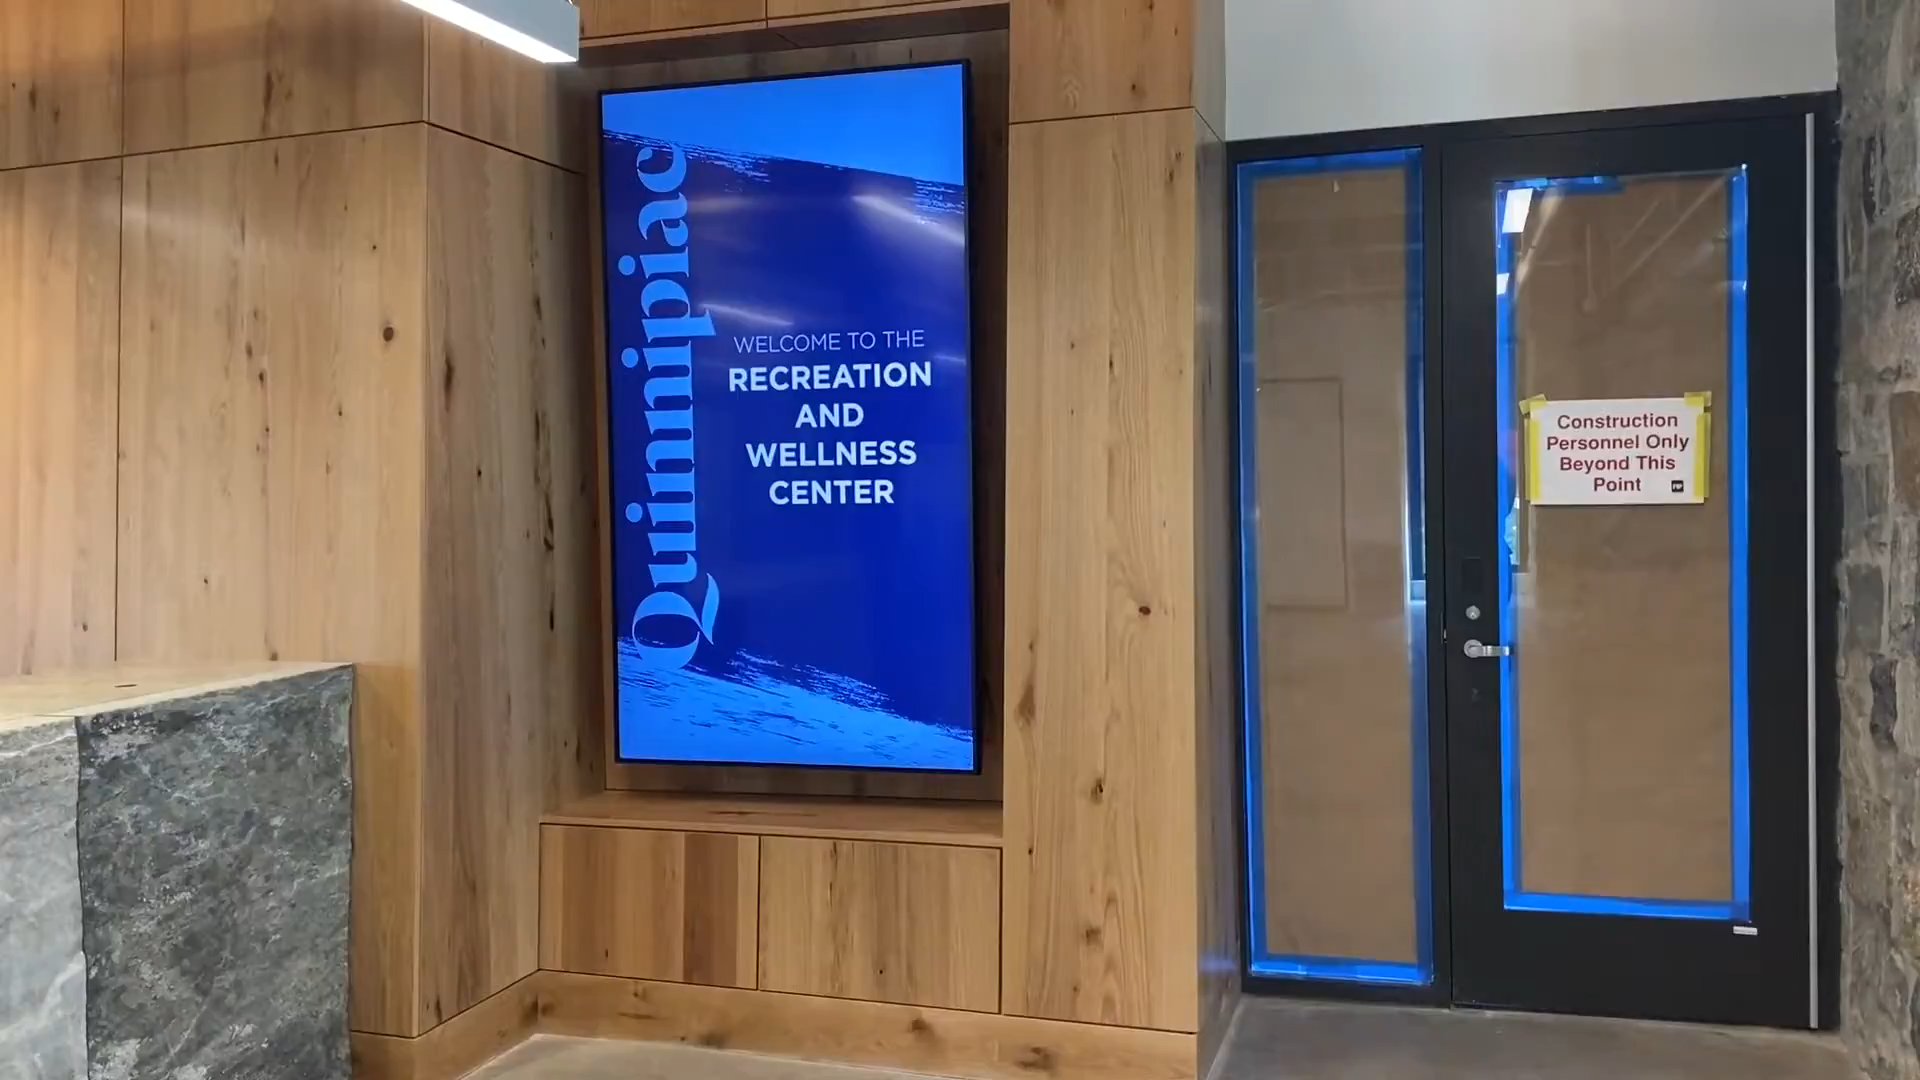 Quinnipiac
WELCOME TO THE
RECREATION
AND
WELLNESS
CENTER
Construction
Personnel Only
Beyond This
Point